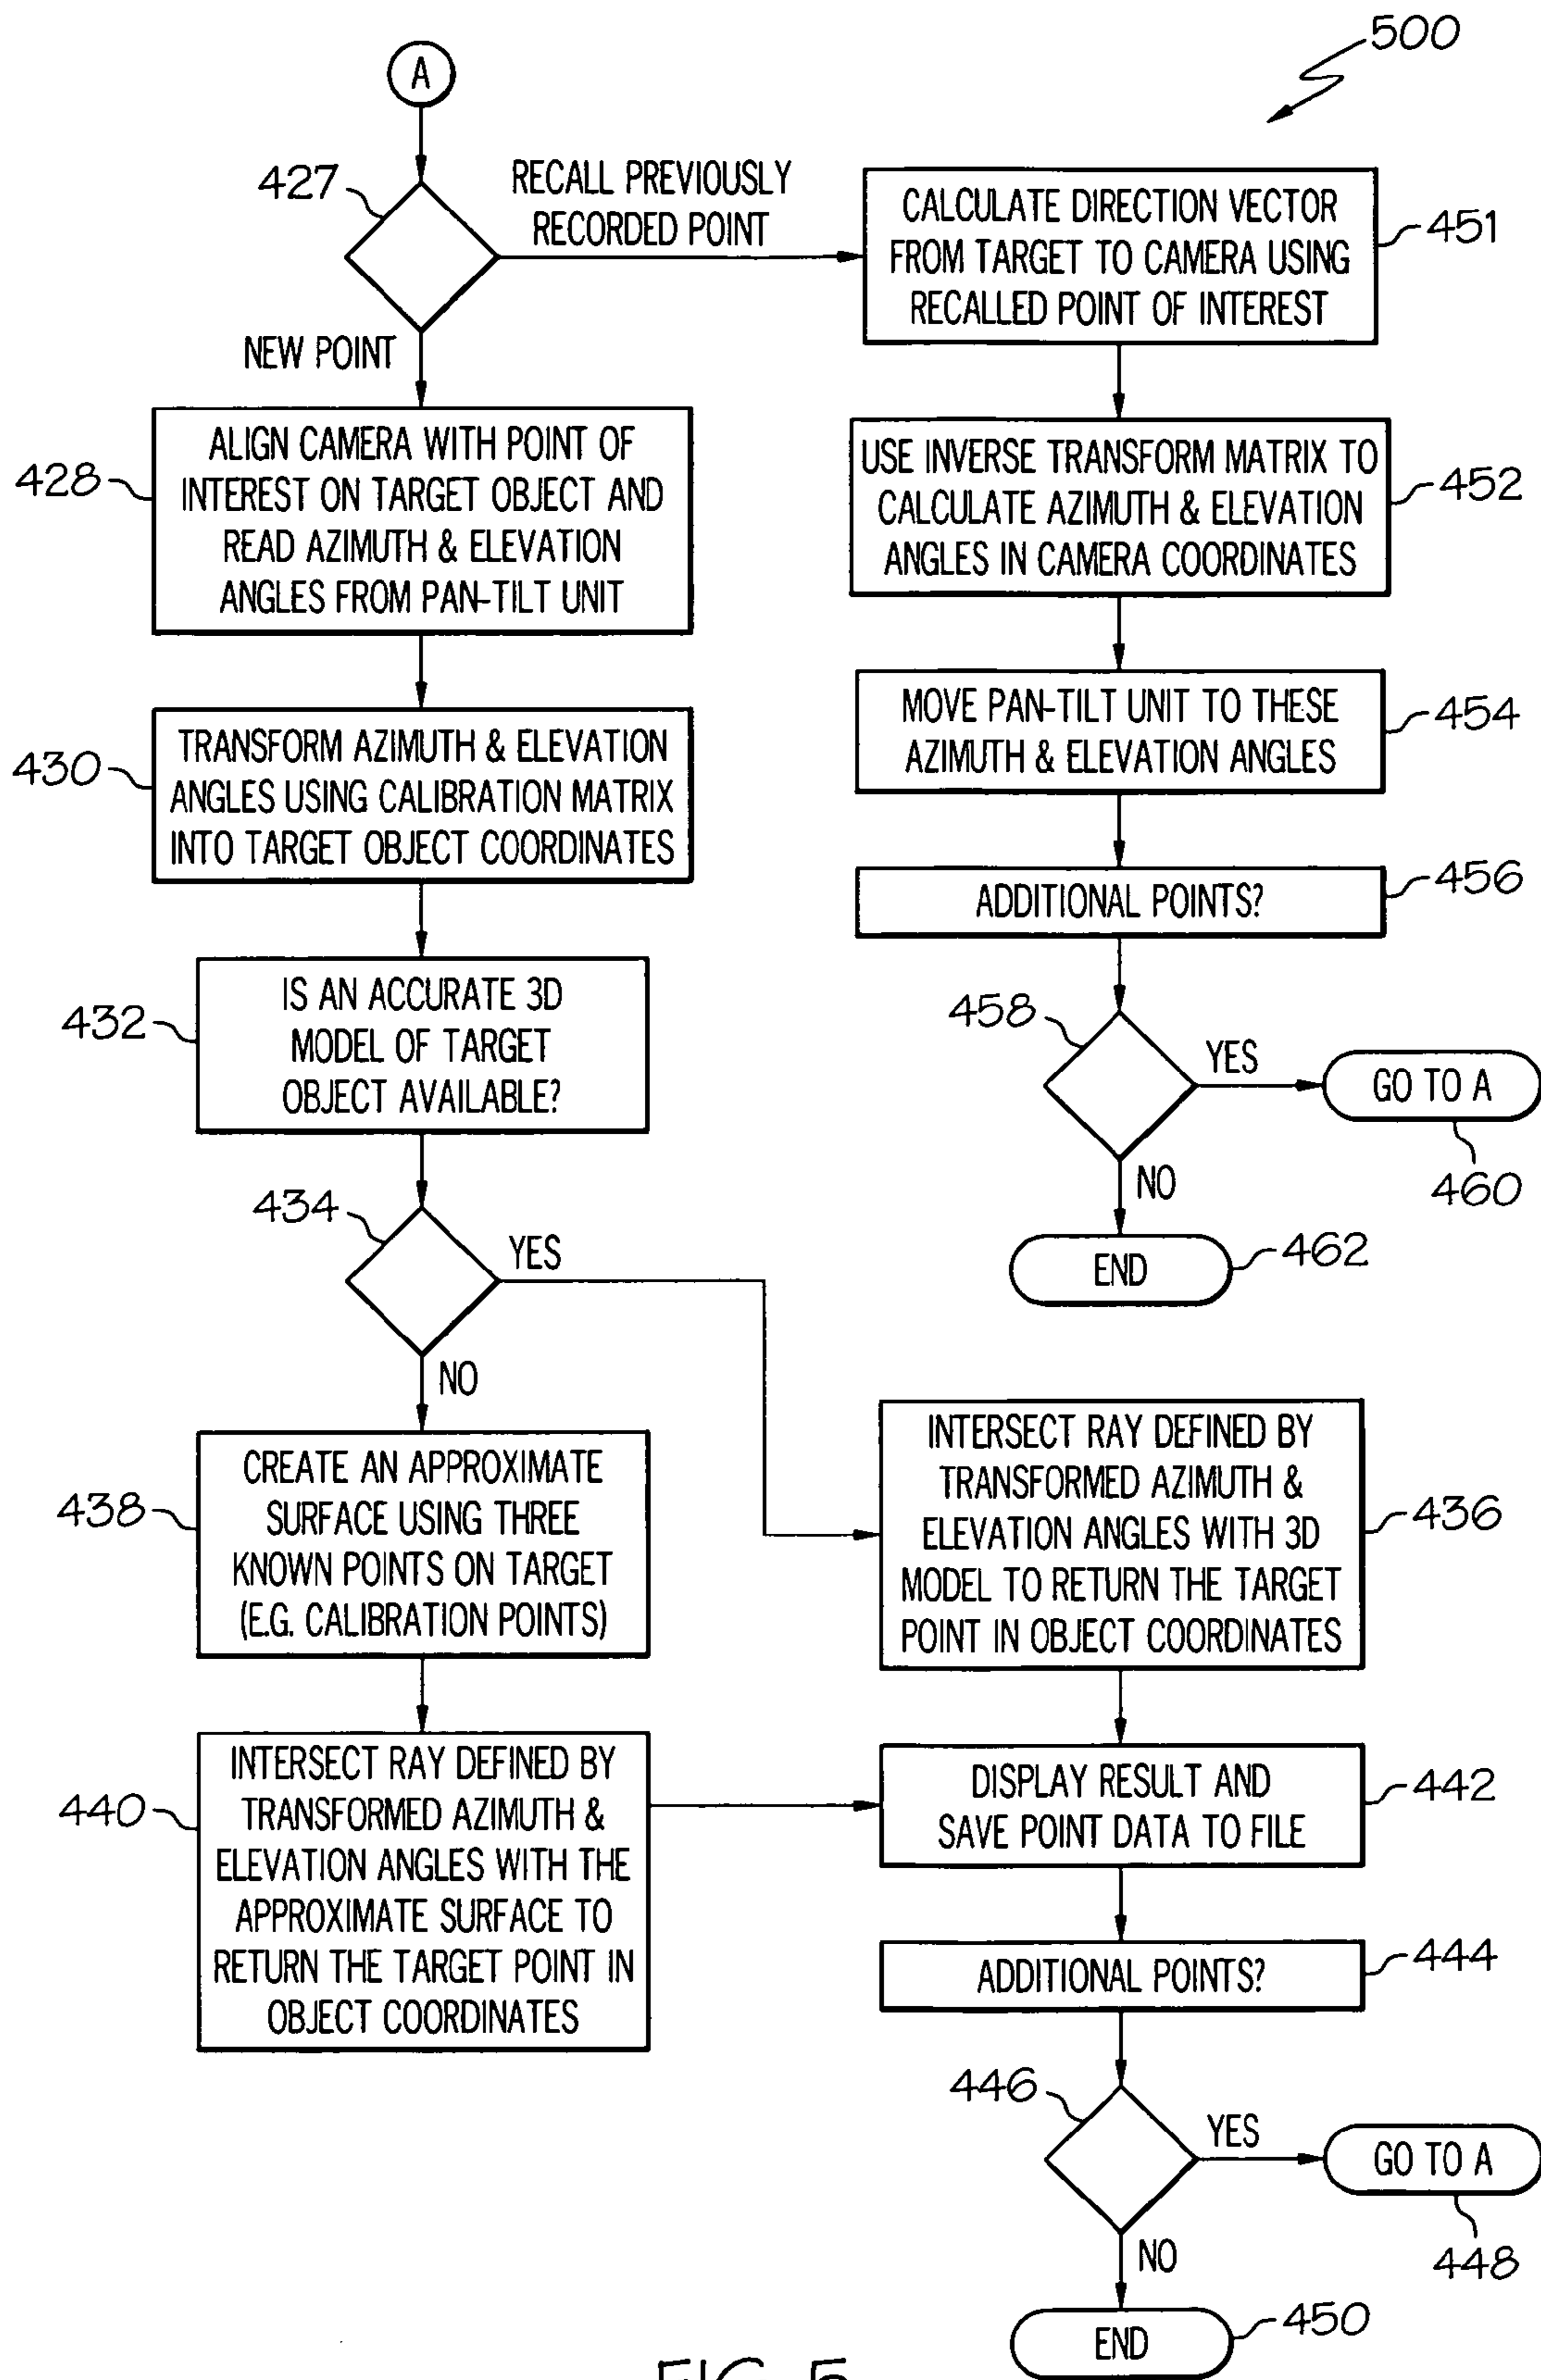 500
A
427
RECALL PREVIOUSLY
RECORDED POINT
NEW POINT
CALCULATE DIRECTION VECTOR
FROM TARGET TO CAMERA USING
RECALLED POINT OF INTEREST
451
428
ALIGN CAMERA WITH POINT OF
INTEREST ON TARGET OBJECT AND
READ AZIMUTH & ELEVATION
ANGLES FROM PAN-TILT UNIT
USE INVERSE TRANSFORM MATRIX TO
CALCULATE AZIMUTH & ELEVATION
ANGLES IN CAMERA COORDINATES
452
430
TRANSFORM AZIMUTH & ELEVATION
ANGLES USING CALIBRATION MATRIX
INTO TARGET OBJECT COORDINATES
MOVE PAN-TILT UNIT TO THESE
AZIMUTH & ELEVATION ANGLES
454
ADDITIONAL POINTS?
456
432
IS AN ACCURATE 3D
MODEL OF TARGET
OBJECT AVAILABLE?
458
YES
GO TO A
460
NO
END
462
434
YES
NO
438
CREATE AN APPROXIMATE
SURFACE USING THREE
KNOWN POINTS ON TARGET
(E.G. CALIBRATION POINTS)
INTERSECT RAY DEFINED BY
TRANSFORMED AZIMUTH &
ELEVATION ANGLES WITH 3D
MODEL TO RETURN THE TARGET
POINT IN OBJECT COORDINATES
436
440
INTERSECT RAY DEFINED BY
TRANSFORMED AZIMUTH &
ELEVATION ANGLES WITH THE
APPROXIMATE SURFACE TO
RETURN THE TARGET POINT IN
OBJECT COORDINATES
DISPLAY RESULT AND
SAVE POINT DATA TO FILE
442
ADDITIONAL POINTS?
444
446
YES
GO TO A
448
NO
END
450
FIG. 5